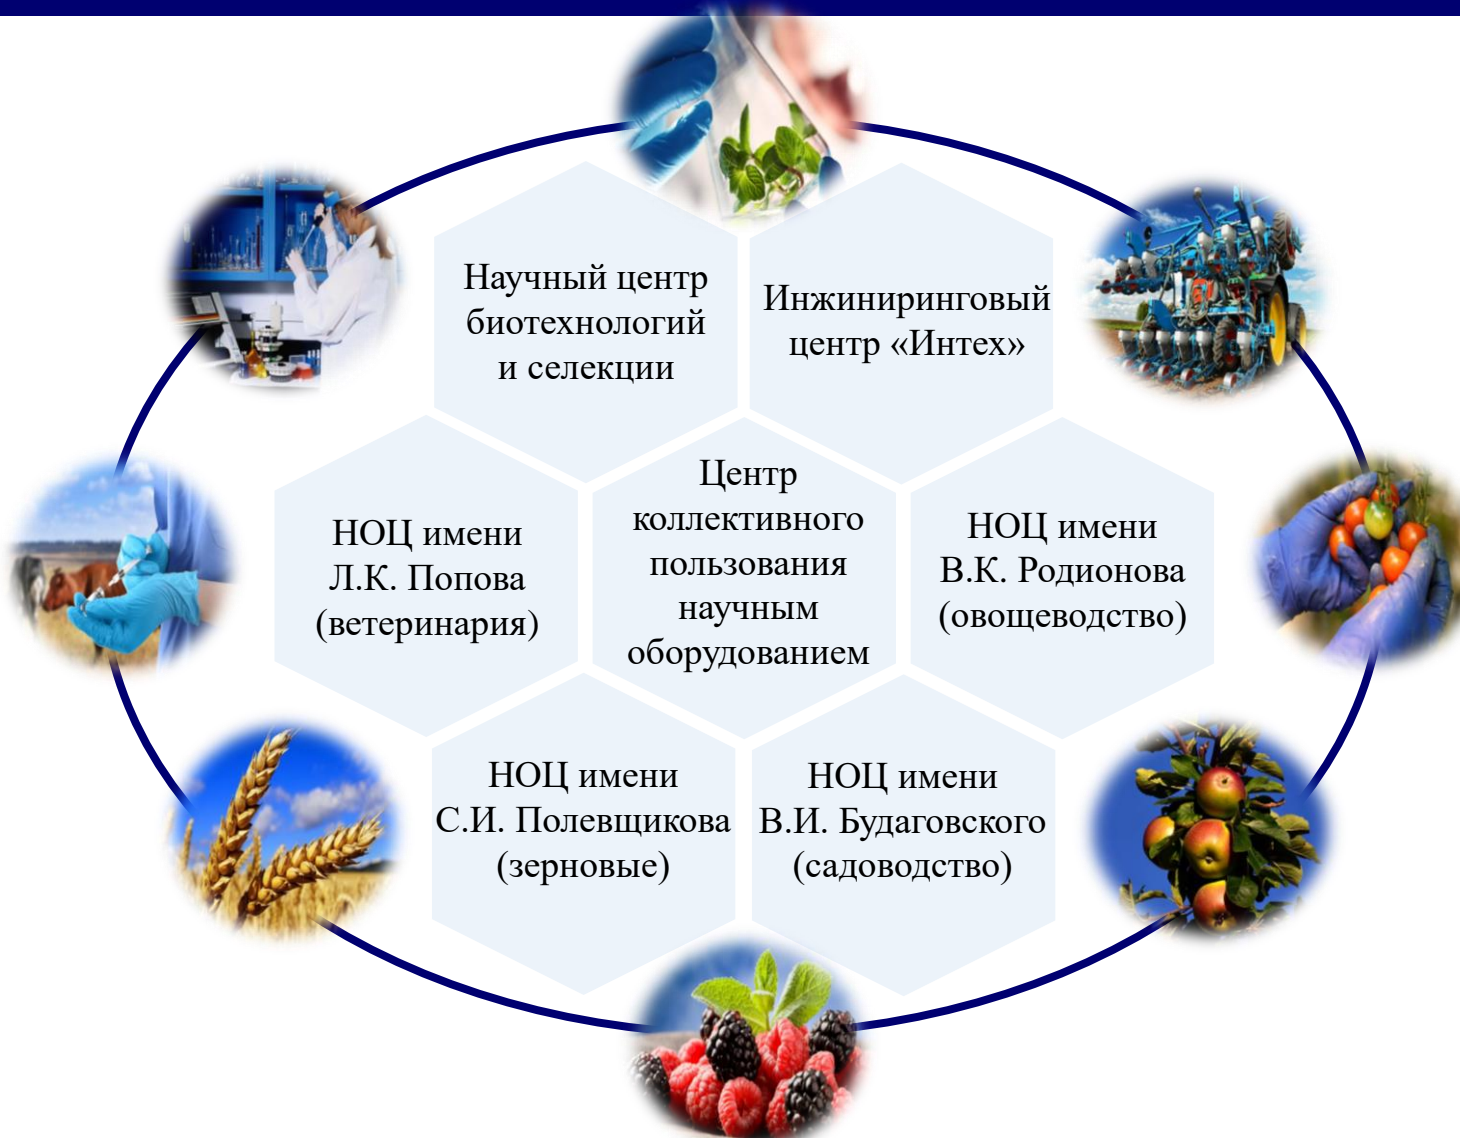 Научный центр
биотехнологий
и селекции
Инжиниринговый
центр «Интех»
НОЦ имени
Л.К. Попова
(ветеринария)
Центр
коллективного
пользования
научным
оборудованием
НОЦ имени
В.К. Родионова
(овощеводство)
НОЦ имени
С.И. Полевщикова
(зерновые)
НОЦ имени
В.И. Будаговского
(садоводство)